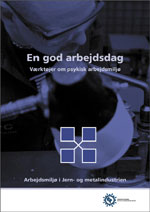 En god arbejdsdag
Værktøjer om psykisk arbejdsmiljø
Arbejdsmiljø i Jern- og metalindustrien